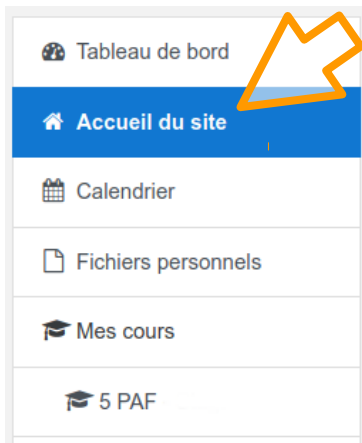 Tableau de bord
Accueil du site
Calendrier
Fichiers personnels
Mes cours
5 PAF